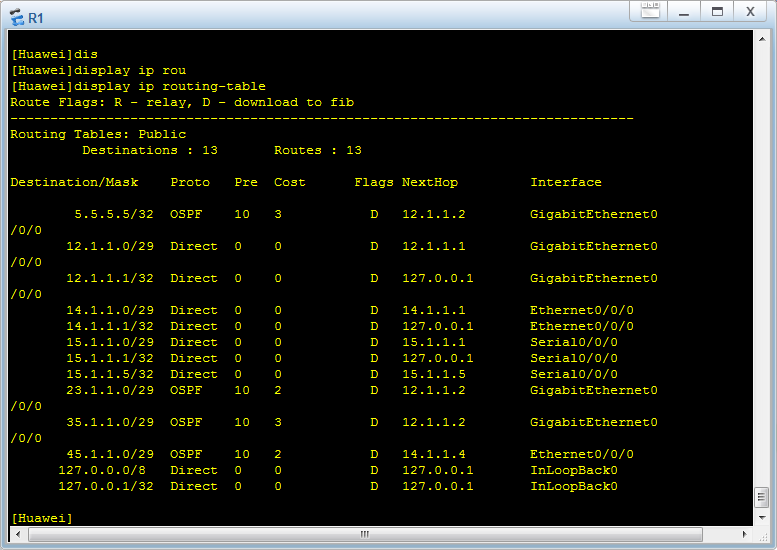 R1
[Huawei]dis
[Huawei]display ip rou
[Huawei]display ip routing-table
Route Flags: R - relay, D - download to fib
------------------------------------------------------------------------------
Routing Tables: Public
         Destinations : 13       Routes : 13
Destination/Mask    Proto   Pre  Cost      Flags NextHop         Interface
        5.5.5.5/32  OSPF    10   3           D   12.1.1.2        GigabitEthernet0
/0/0
       12.1.1.0/29  Direct  0    0           D   12.1.1.1        GigabitEthernet0
/0/0
       12.1.1.1/32  Direct  0    0           D   127.0.0.1       GigabitEthernet0
/0/0
       14.1.1.0/29  Direct  0    0           D   14.1.1.1        Ethernet0/0/0
       14.1.1.1/32  Direct  0    0           D   127.0.0.1       Ethernet0/0/0
       15.1.1.0/29  Direct  0    0           D   15.1.1.1        Serial0/0/0
       15.1.1.1/32  Direct  0    0           D   127.0.0.1       Serial0/0/0
       15.1.1.5/32  Direct  0    0           D   15.1.1.5        Serial0/0/0
       23.1.1.0/29  OSPF    10   2           D   12.1.1.2        GigabitEthernet0
/0/0
       35.1.1.0/29  OSPF    10   3           D   12.1.1.2        GigabitEthernet0
/0/0
       45.1.1.0/29  OSPF    10   2           D   14.1.1.4        Ethernet0/0/0
      127.0.0.0/8   Direct  0    0           D   127.0.0.1       InLoopBack0
      127.0.0.1/32  Direct  0    0           D   127.0.0.1       InLoopBack0
[Huawei]